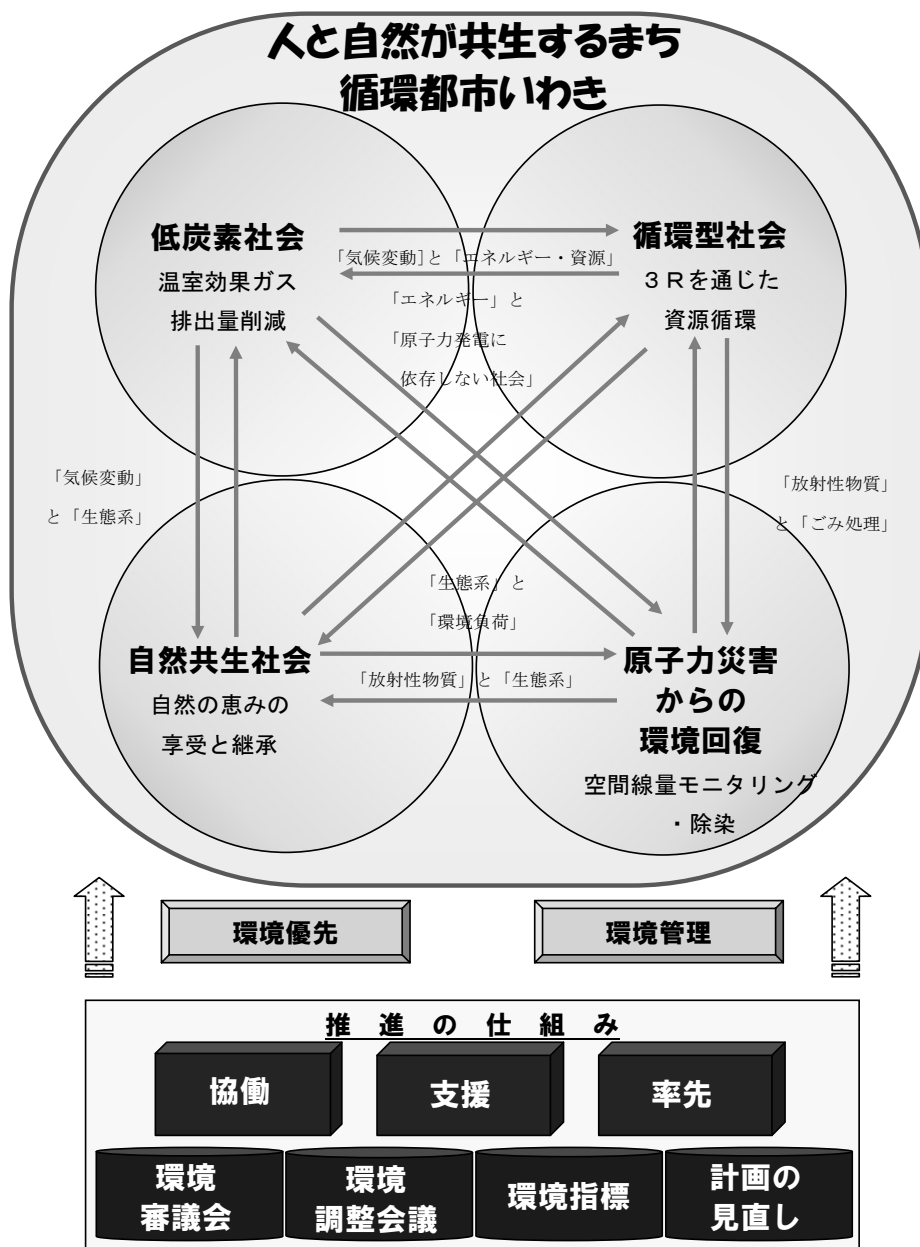 人と自然が共生するまち
循環都市いわき
低炭素社会
温室効果ガス
排出量削減
循環型社会
３Ｒを通じた
資源循環
「気候変動]と「エネルギー・資源」
「エネルギー」と
「原子力発電に
依存しない社会」
「気候変動」
と「生態系」
「放射性物質」
と「ごみ処理」
「生態系」と
「環境負荷」
「放射性物質」と「生態系」
自然共生社会
自然の恵みの
享受と継承
原子力災害
からの
環境回復
空間線量モニタリング
・除染
環境優先
環境管理
推進の仕組み
協働
支援
率先
環境
審議会
環境
調整会議
環境指標
計画の
見直し